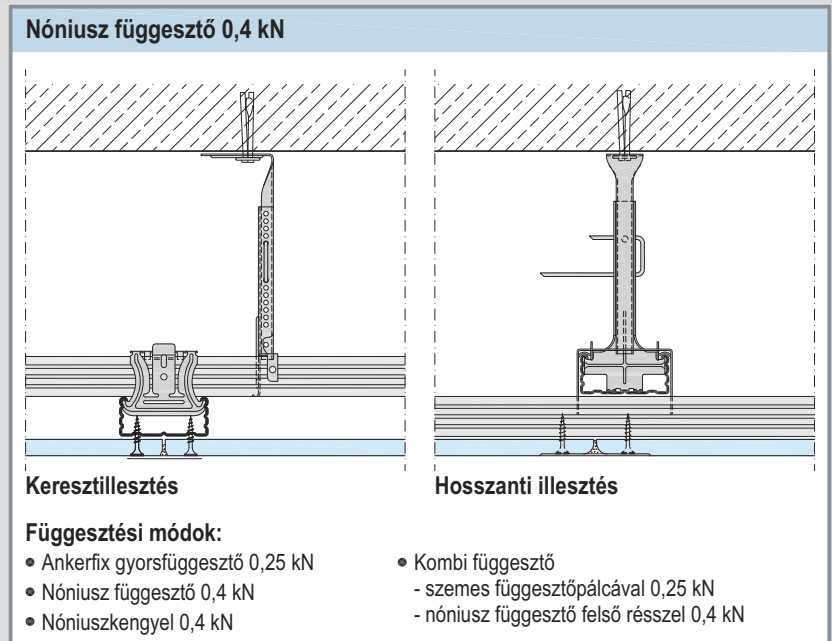 Nóniusz függesztő 0,4 kN
Keresztillesztés
Hosszanti illesztés
Függesztési módok:
• Ankerfix gyorsfüggesztő 0,25 kN
• Nóniusz függesztő 0,4 kN
• Nóniuszkengyel 0,4 kN
• Kombi függesztő
- szemes függesztőpálcával 0,25 kN
- nóniusz függesztő felső résszel 0,4 kN